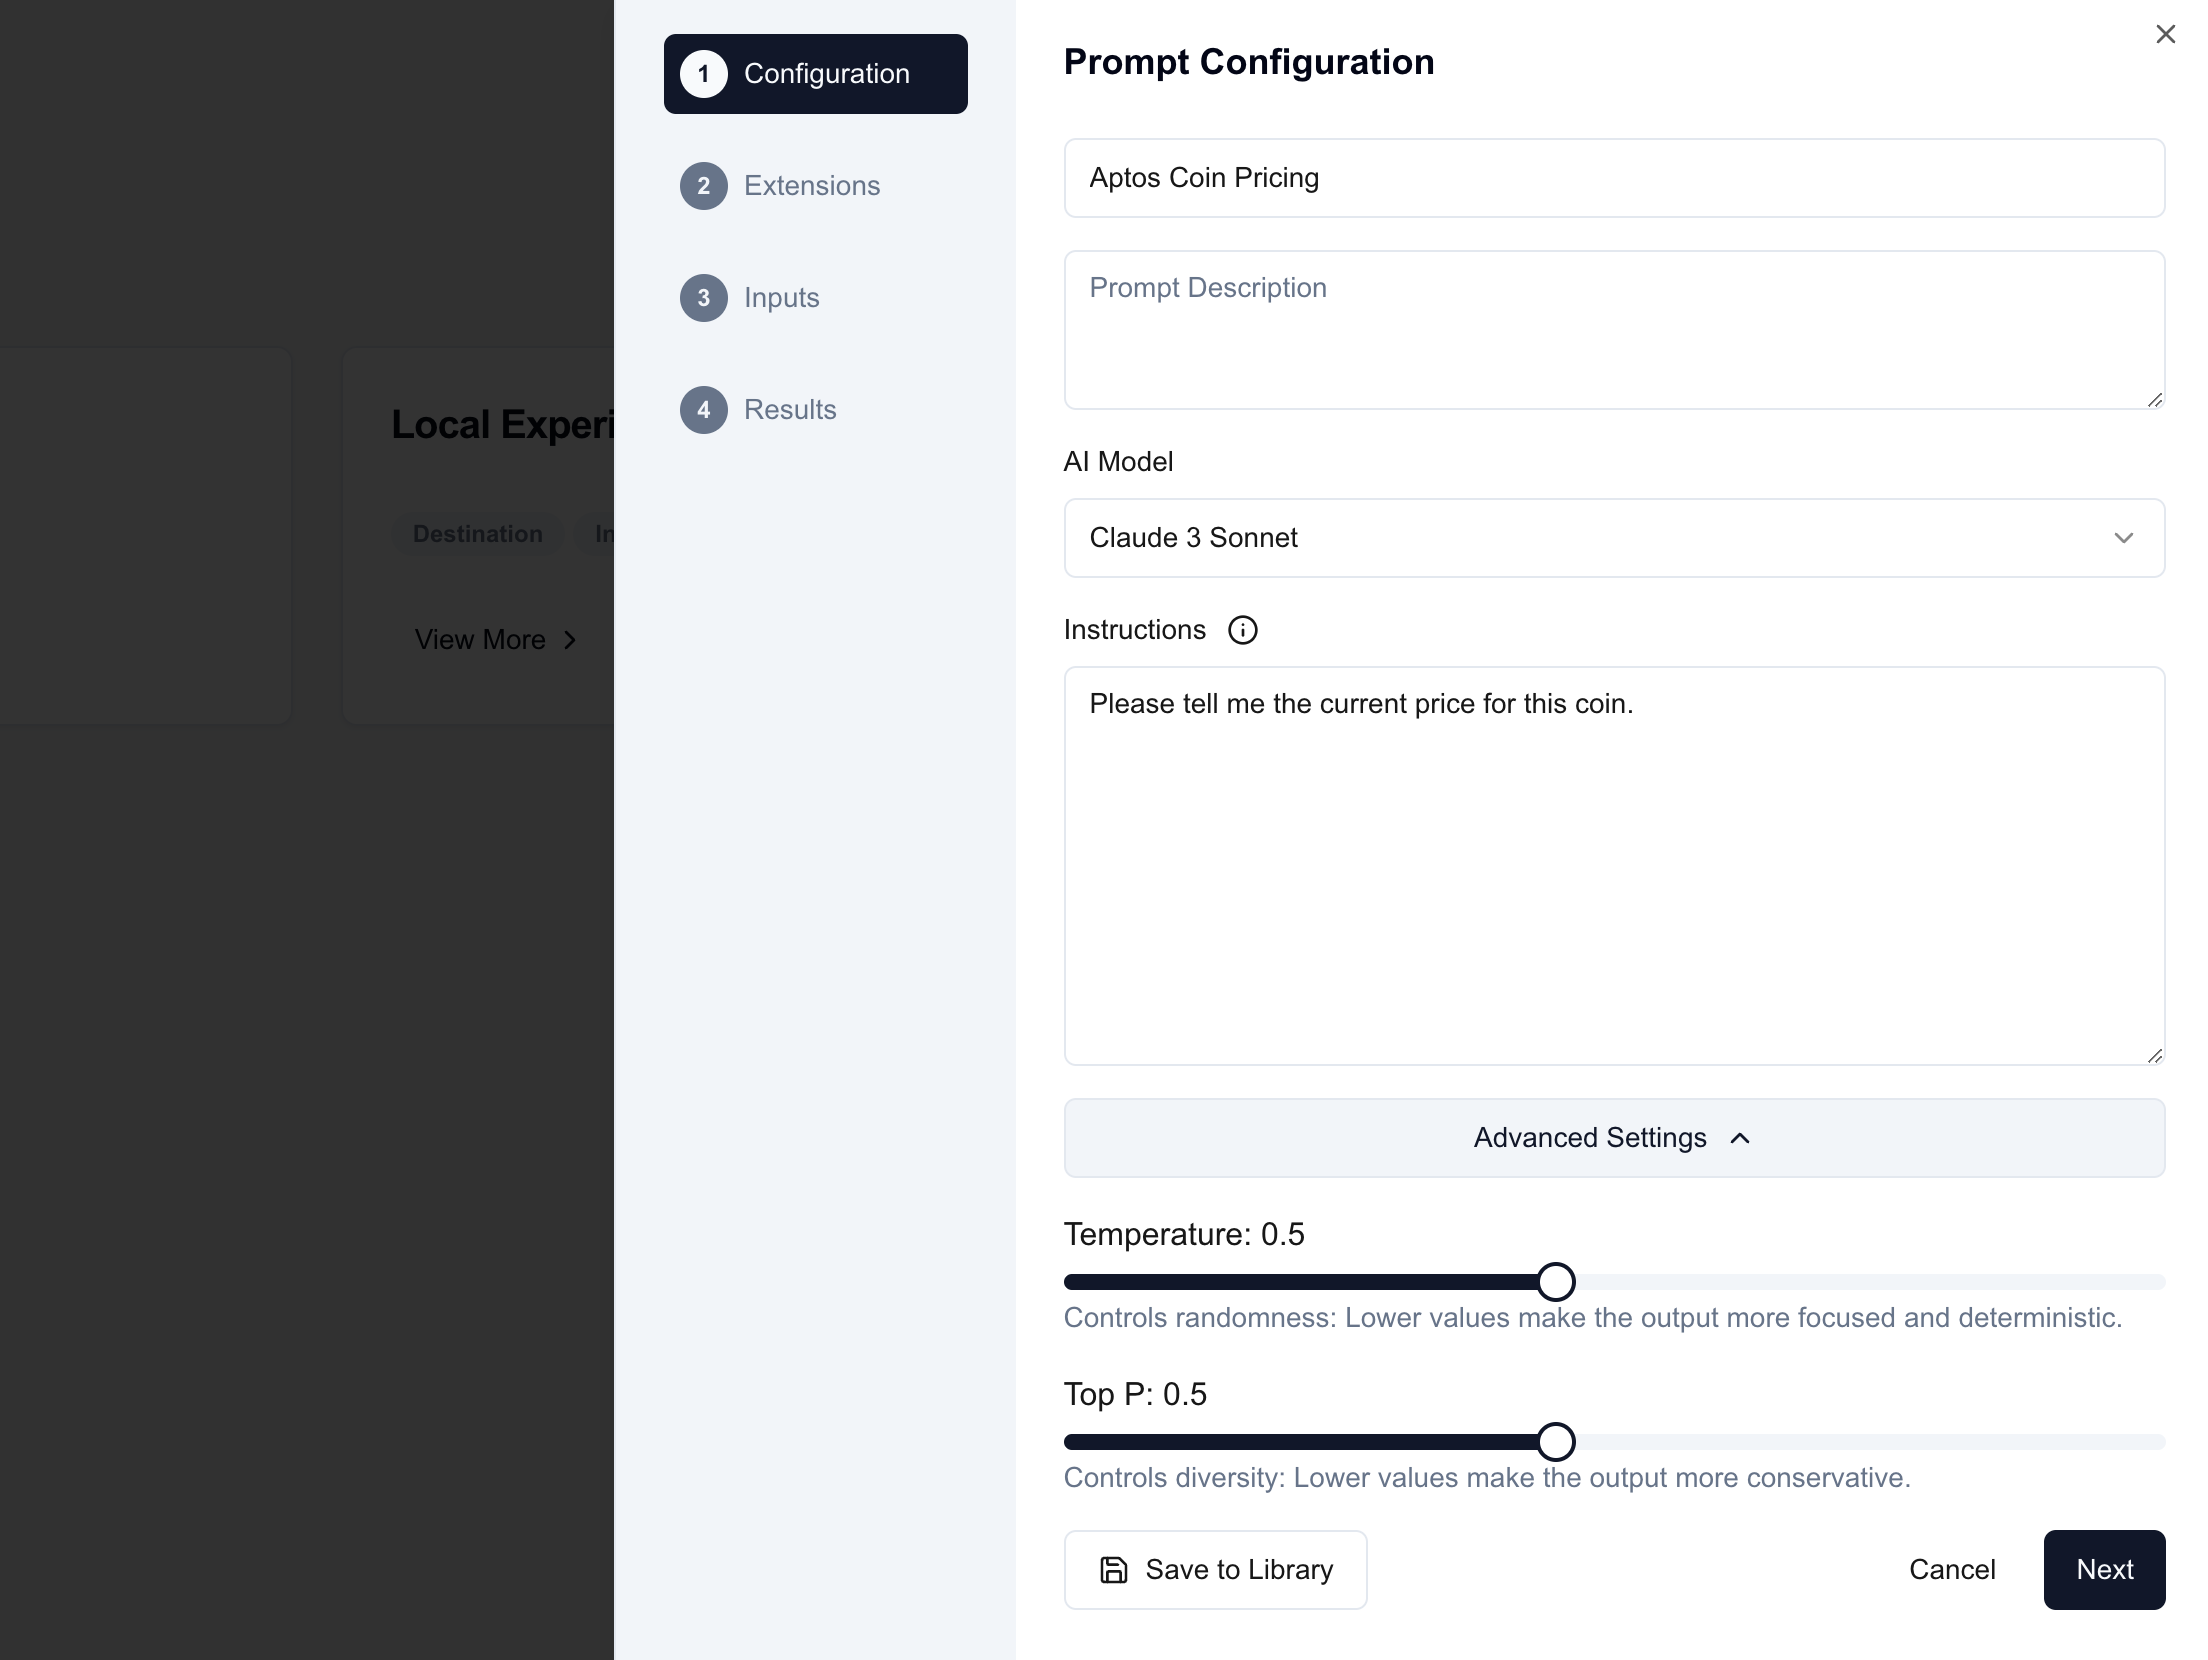 1 Configuration
2 Extensions
3 Inputs
4 Results
Local Experi
Destination
In
View More
Prompt Configuration
Aptos Coin Pricing
Prompt Description
AI Model
Claude 3 Sonnet
Instructions
Please tell me the current price for this coin.
Advanced Settings
Temperature: 0.5
Controls randomness: Lower values make the output more focused and deterministic.
Top P: 0.5
Controls diversity: Lower values make the output more conservative.
Save to Library
Cancel
Next